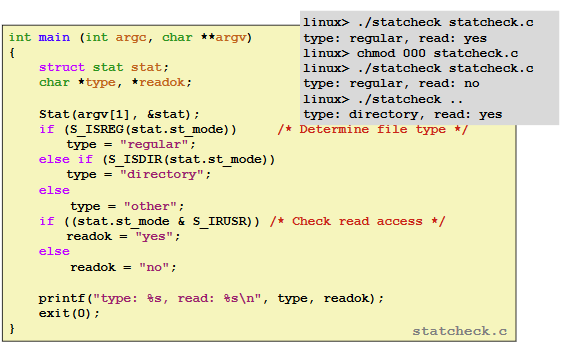 linux> ./statcheck statcheck.c
type: regular, read: yes
linux> chmod 000 statcheck.c
linux> ./statcheck statcheck.c
type: regular, read: no
linux> ./statcheck ..
type: directory, read: yes
int main (int argc, char **argv)
{
    struct stat stat;
    char *type, *readok;

    Stat(argv[1], &stat);
    if (S_ISREG(stat.st_mode))     /* Determine file type */
        type = "regular";
    else if (S_ISDIR(stat.st_mode))
        type = "directory";
    else
        type = "other";
    if ((stat.st_mode & S_IRUSR)) /* Check read access */
        readok = "yes";
    else
        readok = "no";

    printf("type: %s, read: %s\n", type, readok);
    exit(0);
}
statcheck.c